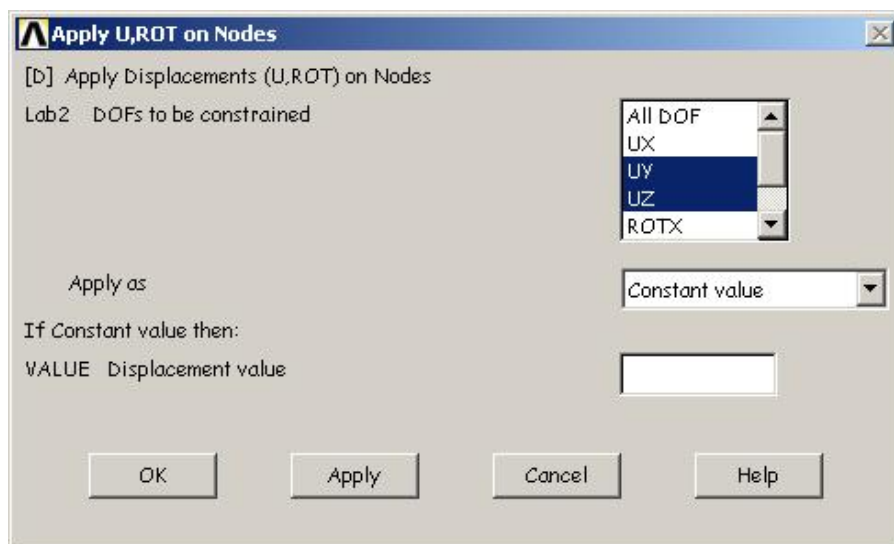 Apply U,ROT on Nodes
[D] Apply Displacements (U,ROT) on Nodes
Lab2 DOFs to be constrained
All DOF
UX
UY
UZ
ROTX
Apply as
Constant value
If Constant value then:
VALUE Displacement value
OK Apply Cancel Help